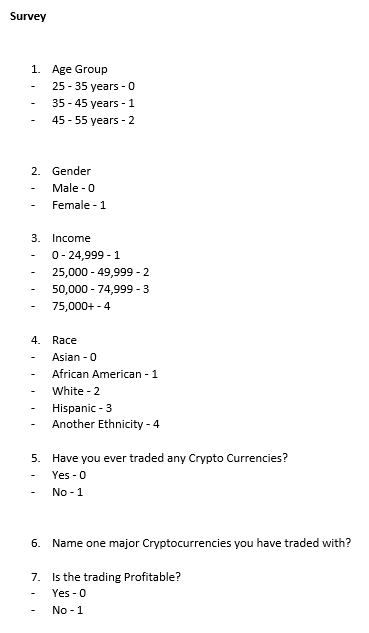 Survey
1. Age Group
- 25 - 35 years - 0
- 35 - 45 years - 1
- 45 - 55 years - 2
2. Gender
- Male - 0
- Female - 1
3. Income
- 0 - 24,999 - 1
- 25,000 - 49,999 - 2
- 50,000 - 74,999 - 3
- 75,000+ - 4
4. Race
- Asian - 0
- African American - 1
- White - 2
- Hispanic - 3
- Another Ethnicity - 4
5. Have you ever traded any Crypto Currencies?
- Yes - 0
- No - 1
6. Name one major Cryptocurrencies you have traded with?
7. Is the trading Profitable?
- Yes - 0
- No - 1